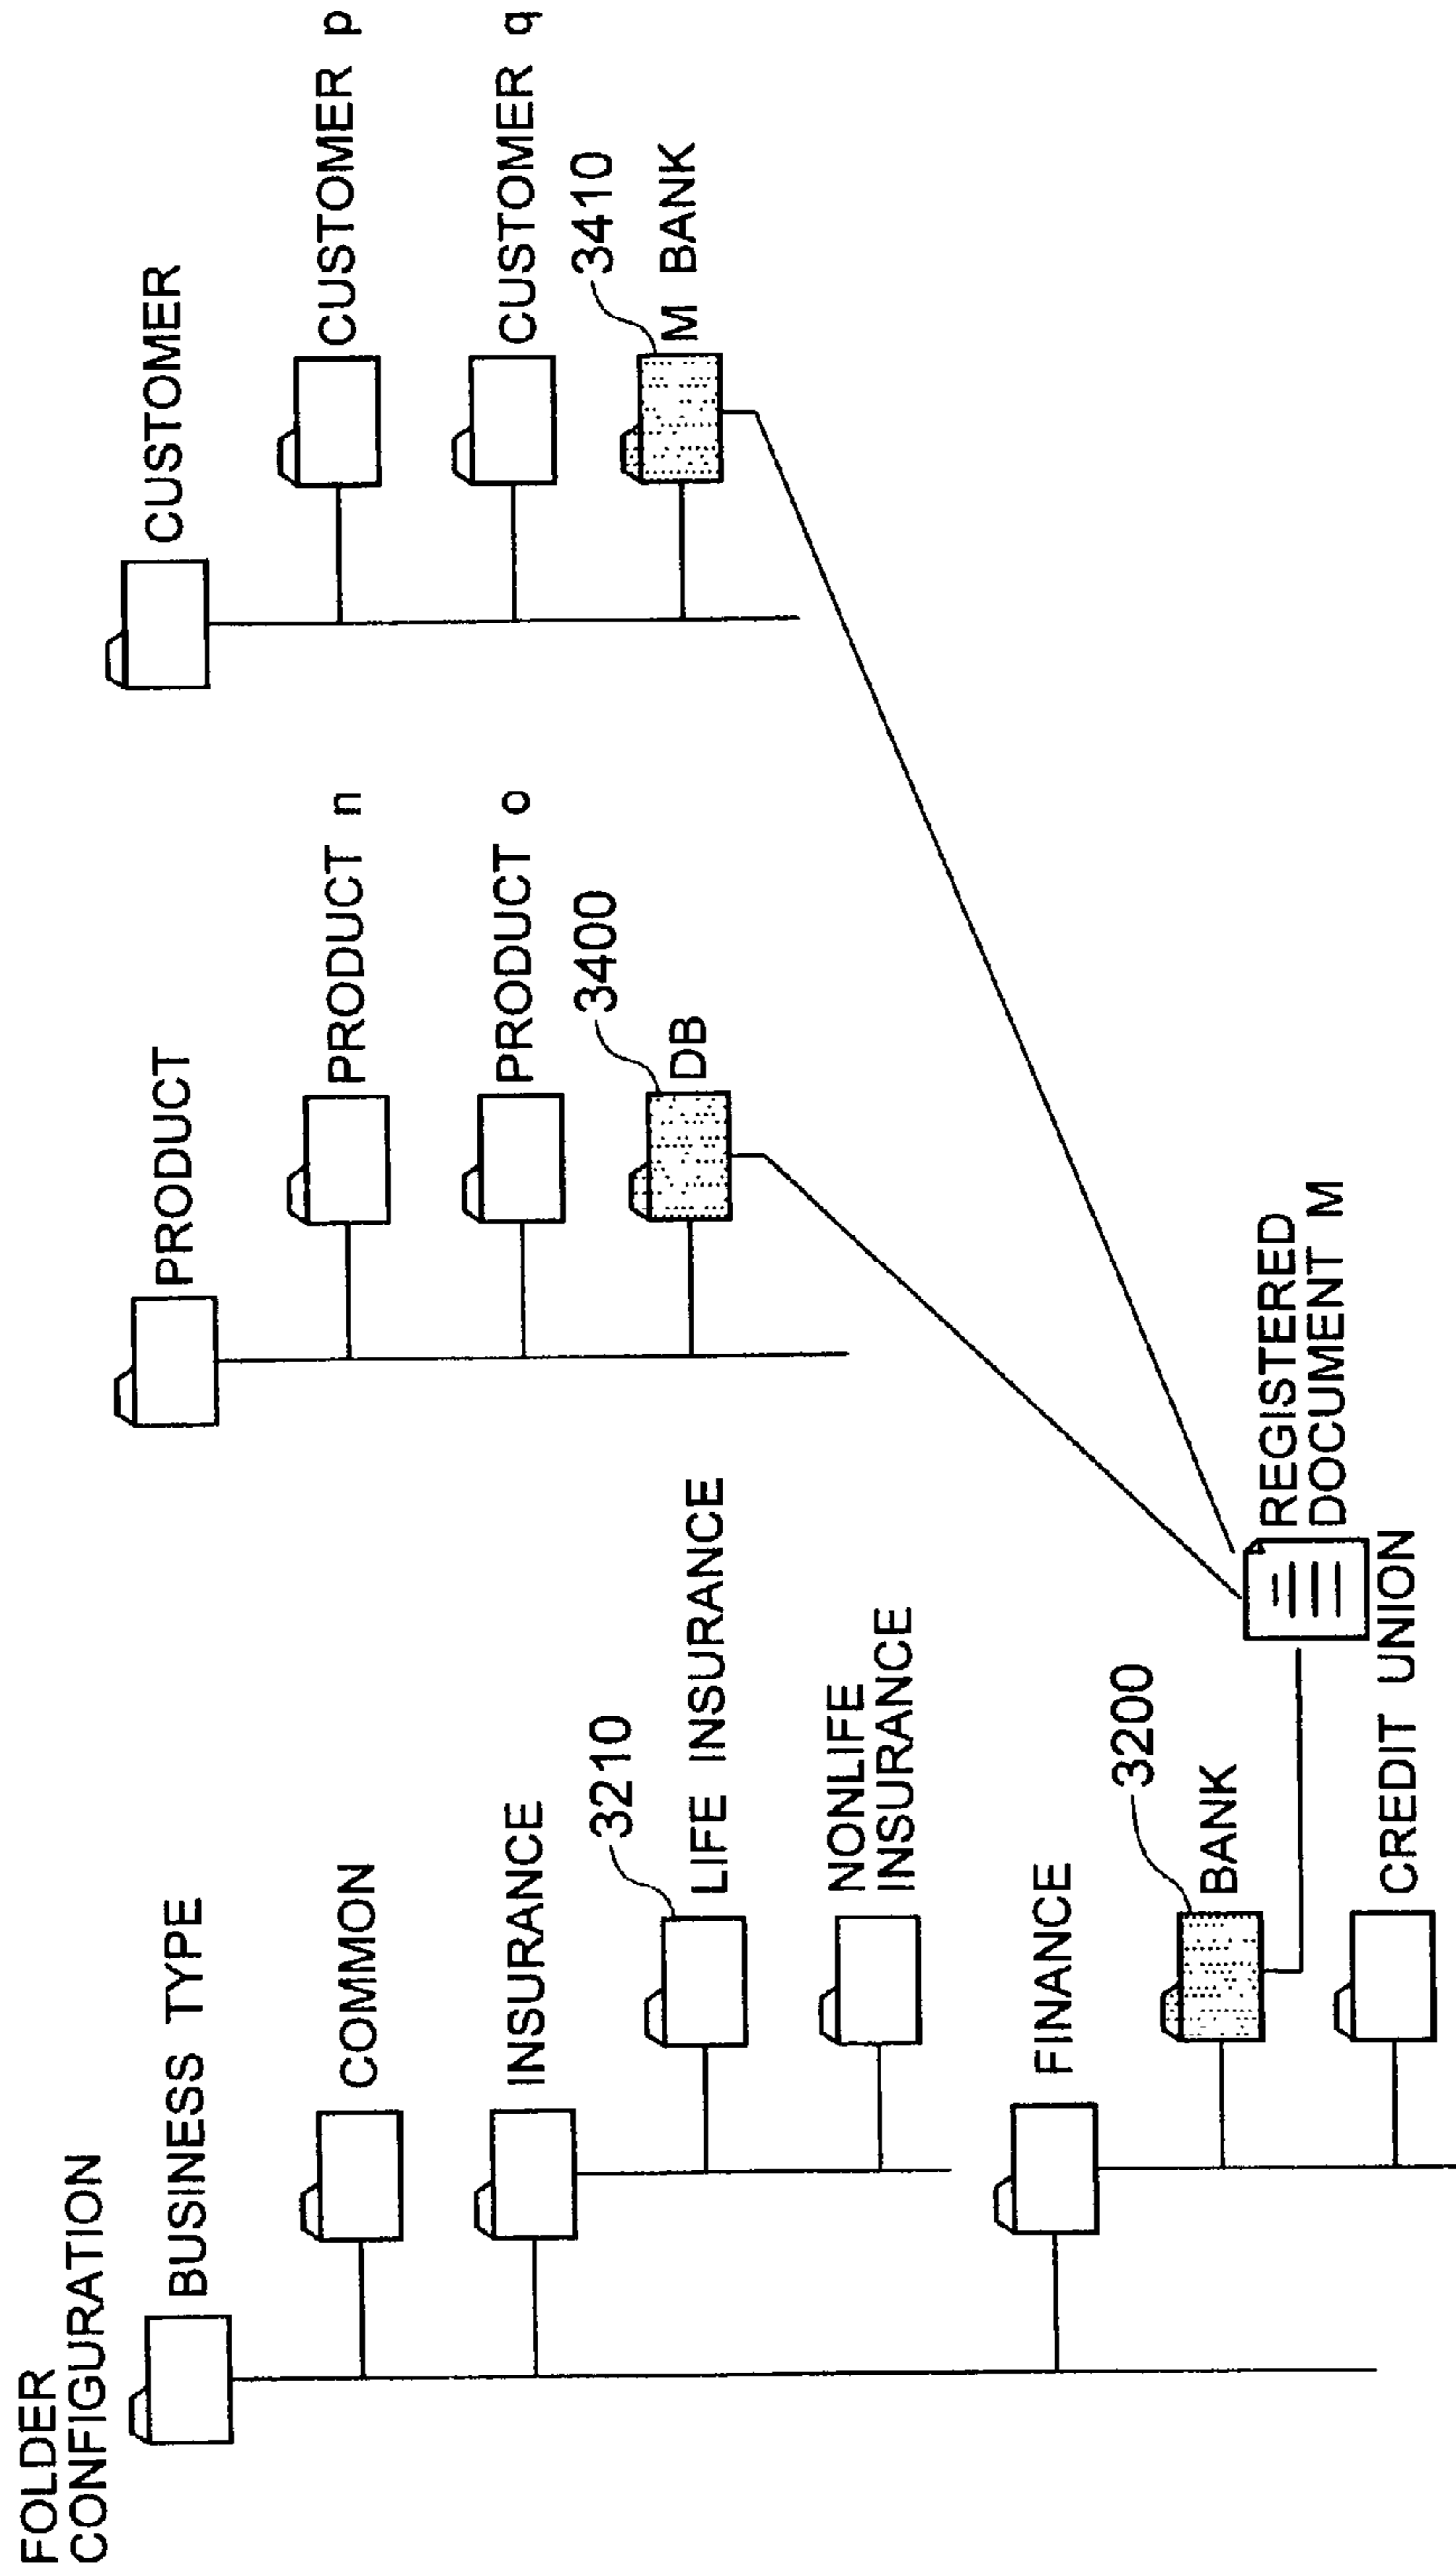 FOLDER
CONFIGURATION
BUSINESS TYPE
COMMON
INSURANCE
3210
LIFE INSURANCE
NONLIFE
INSURANCE
FINANCE
3200
BANK
CREDIT UNION
PRODUCT
PRODUCT n
PRODUCT o
3400
DB
CUSTOMER
CUSTOMER p
CUSTOMER q
3410
M BANK
REGISTERED
DOCUMENT M